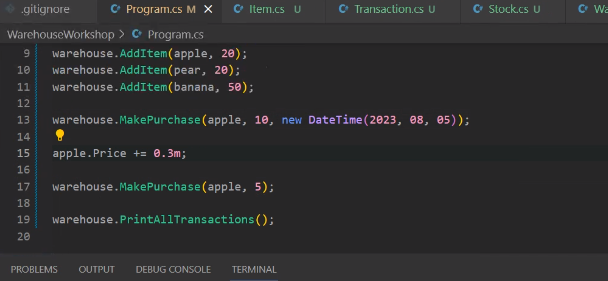 .gitignore Program.cs M Item.cs U Transaction.cs U Stock.cs U Wa
WarehouseWorkshop > Program.cs
9 warehouse.AddItem(apple, 20);
10 warehouse.AddItem(pear, 20);
11 warehouse.AddItem(banana, 50);
12
13 warehouse.MakePurchase(apple, 10, new DateTime(2023, 08, 05));
14
15 apple.Price += 0.3m;
16
17 warehouse.MakePurchase(apple, 5);
18
19 warehouse.PrintAllTransactions();
20
PROBLEMS OUTPUT DEBUG CONSOLE TERMINAL